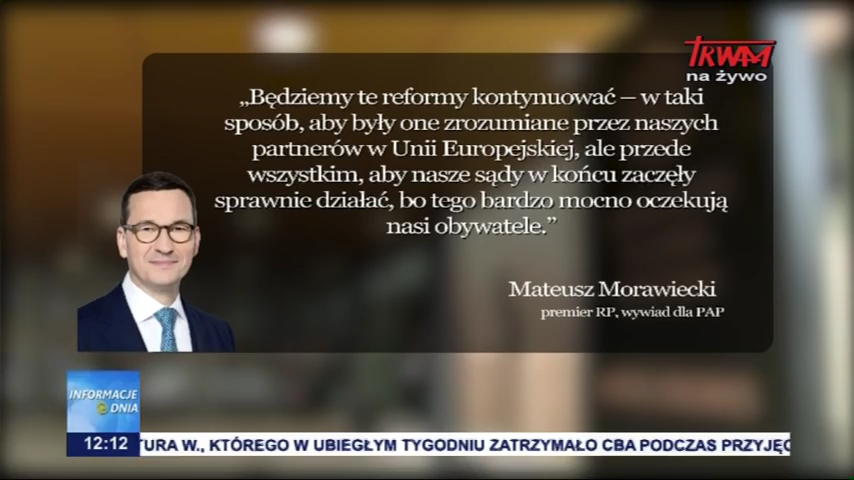 TRWAM
na żywo
„Będziemy te reformy kontynuować – w taki
sposób, aby były one zrozumiane przez naszych
partnerów w Unii Europejskiej, ale przede
wszystkim, aby nasze sądy w końcu zaczęły
sprawnie działać, bo tego bardzo mocno oczekują
nasi obywatele.”
Mateusz Morawiecki
premier RP, wywiad dla PAP
INFORMACJE
DNIA
12:12 TURA W., KTÓREGO W UBIEGŁYM TYGODNIU ZATRZYMAŁO CBA PODCZAS PRZYJĘC